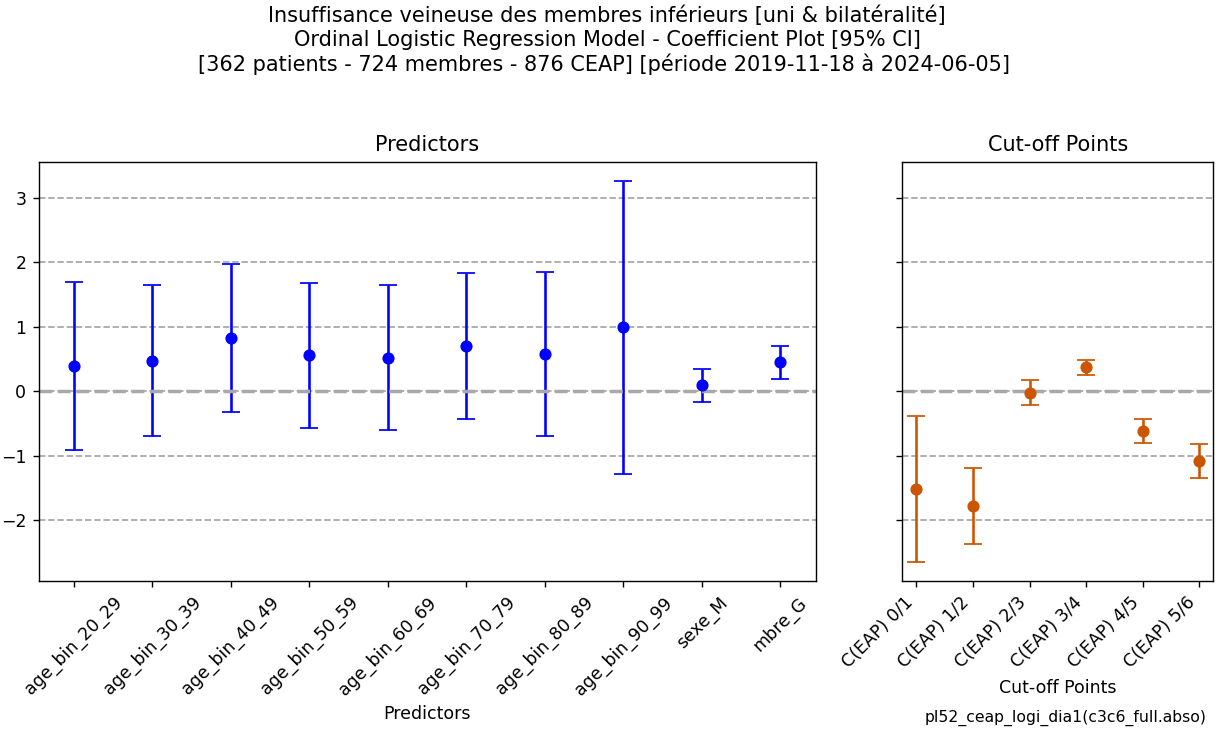 Insuffisance veineuse des membres inférieurs [uni & bilatéralité]
Ordinal Logistic Regression Model - Coefficient Plot [95% CI]
[362 patients - 724 membres - 876 CEAP] [période 2019-11-18 à 2024-06-05]
Predictors
Cut-off Points
3
2
1
0
−1
−2
age_bin_20_29
age_bin_30_39
age_bin_40_49
age_bin_50_59
age_bin_60_69
age_bin_70_79
age_bin_80_89
age_bin_90_99
sexe_M
mbre_G
C(EAP) 0/1
C(EAP) 1/2
C(EAP) 2/3
C(EAP) 3/4
C(EAP) 4/5
C(EAP) 5/6
Predictors
Cut-off Points
pl52_ceap_logi_dia1(c3c6_full.abso)